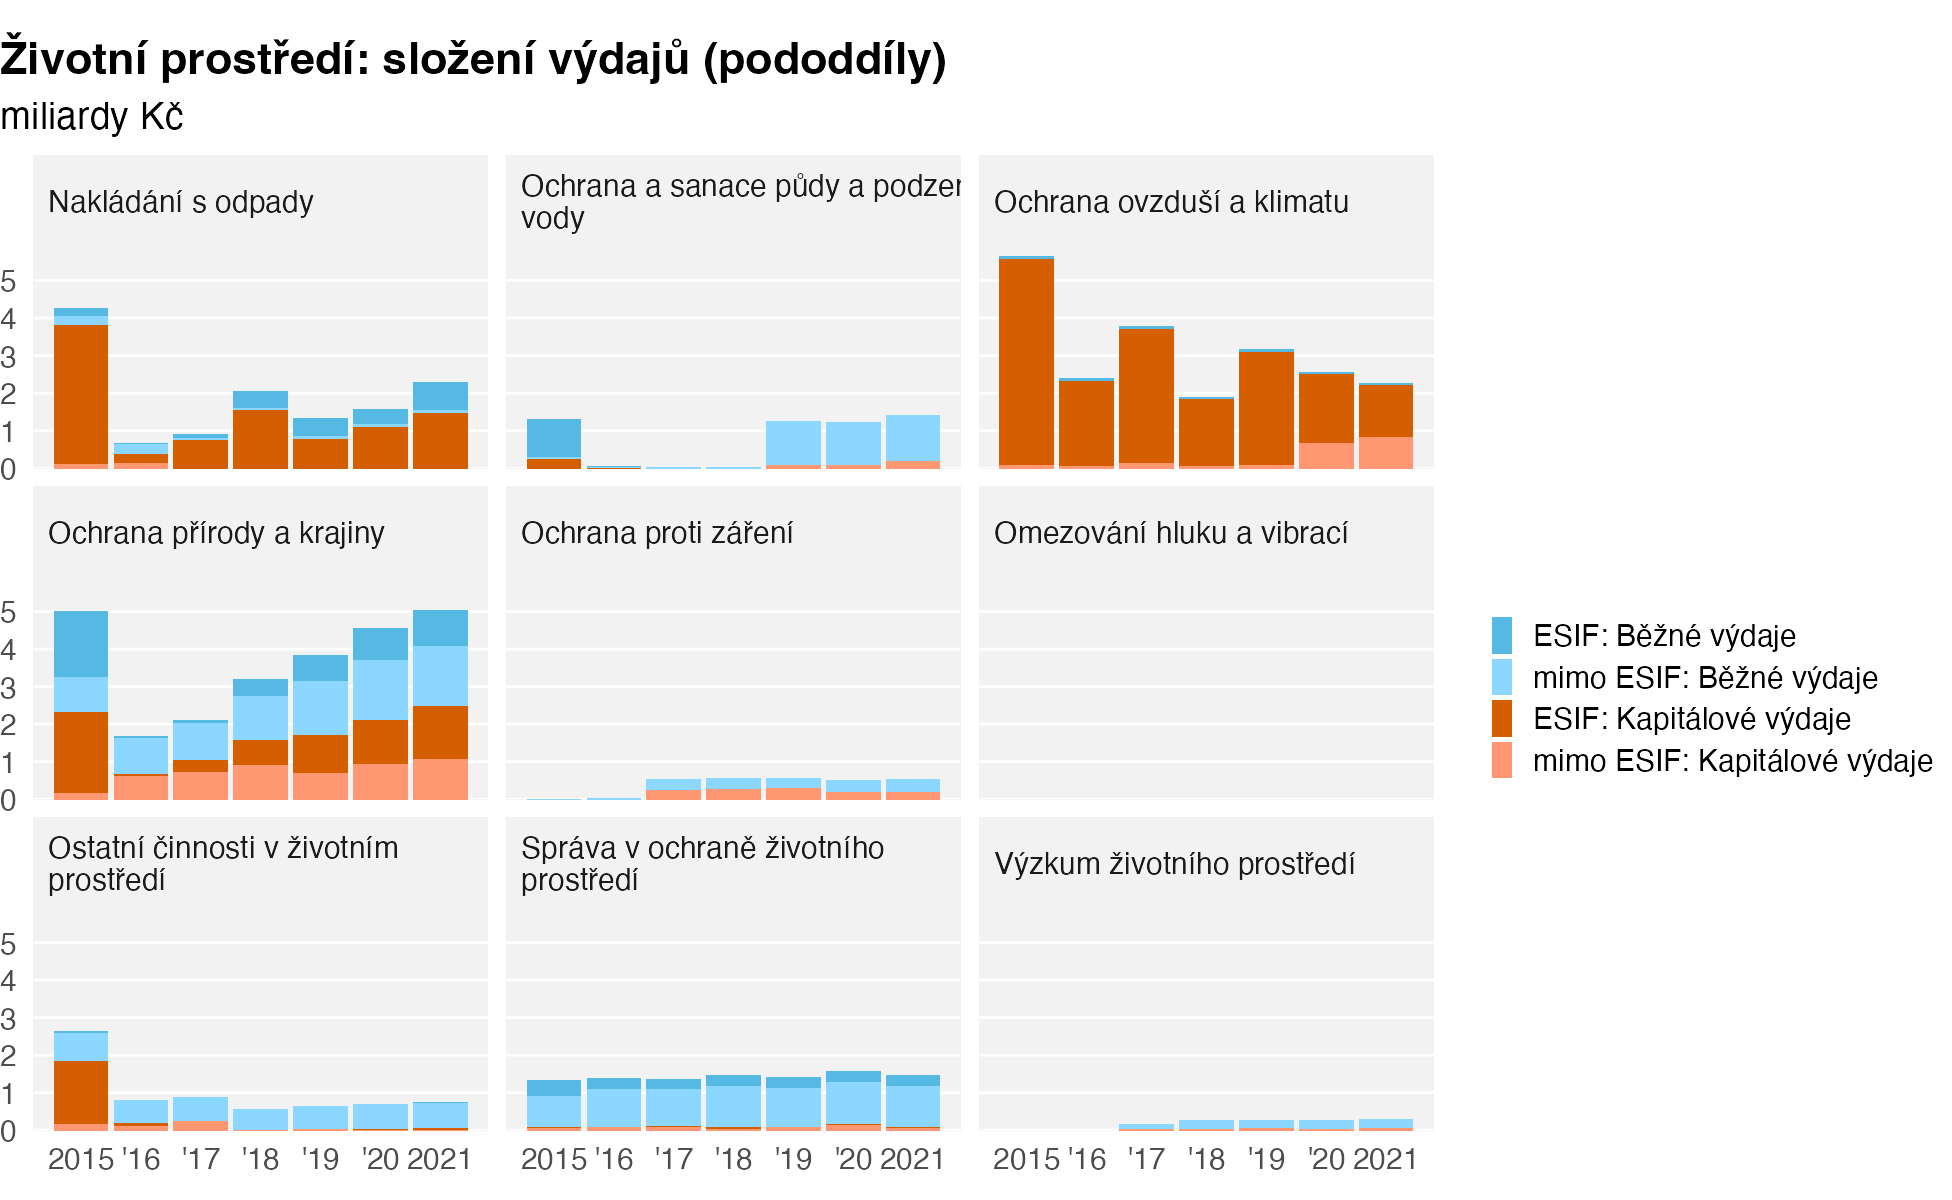 Životní prostředí: složení výdajů (pododdíly)
miliardy Kč
Nakládání s odpady
Ochrana a sanace půdy a podzer
vody
Ochrana ovzduší a klimatu
5
4
3
2
1
0
Ochrana přírody a krajiny
Ochrana proti záření
Omezování hluku a vibrací
5
4
3
2
1
0
ESIF: Běžné výdaje
mimo ESIF: Běžné výdaje
ESIF: Kapitálové výdaje
mimo ESIF: Kapitálové výdaje
Ostatní činnosti v životním
prostředí
Správa v ochraně životního
prostředí
Výzkum životního prostředí
5
4
3
2
1
0
2015 '16 '17 '18 '19 '20 2021
2015 '16 '17 '18 '19 '20 2021
2015 '16 '17 '18 '19 '20 2021